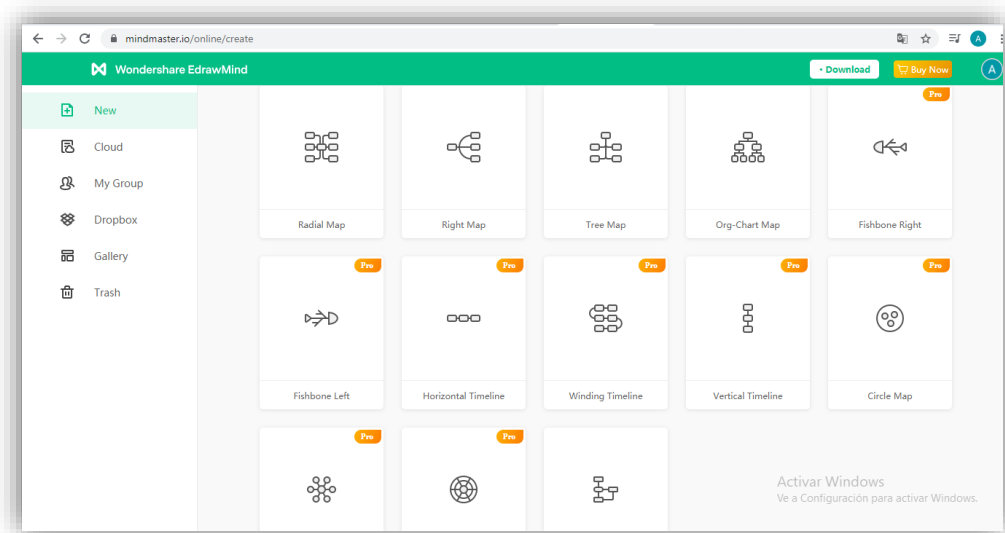 mindmaster.io/online/create
A
Wondershare EdrawMind
Download
Buy Now
A
New
Cloud
My Group
Dropbox
Gallery
Trash
Pro
Radial Map
Right Map
Tree Map
Org-Chart Map
Fishbone Right
Pro
Pro
Pro
Pro
Pro
Fishbone Left
Horizontal Timeline
Winding Timeline
Vertical Timeline
Circle Map
Pro
Pro
Activar Windows
Ve a Configuración para activar Windows.